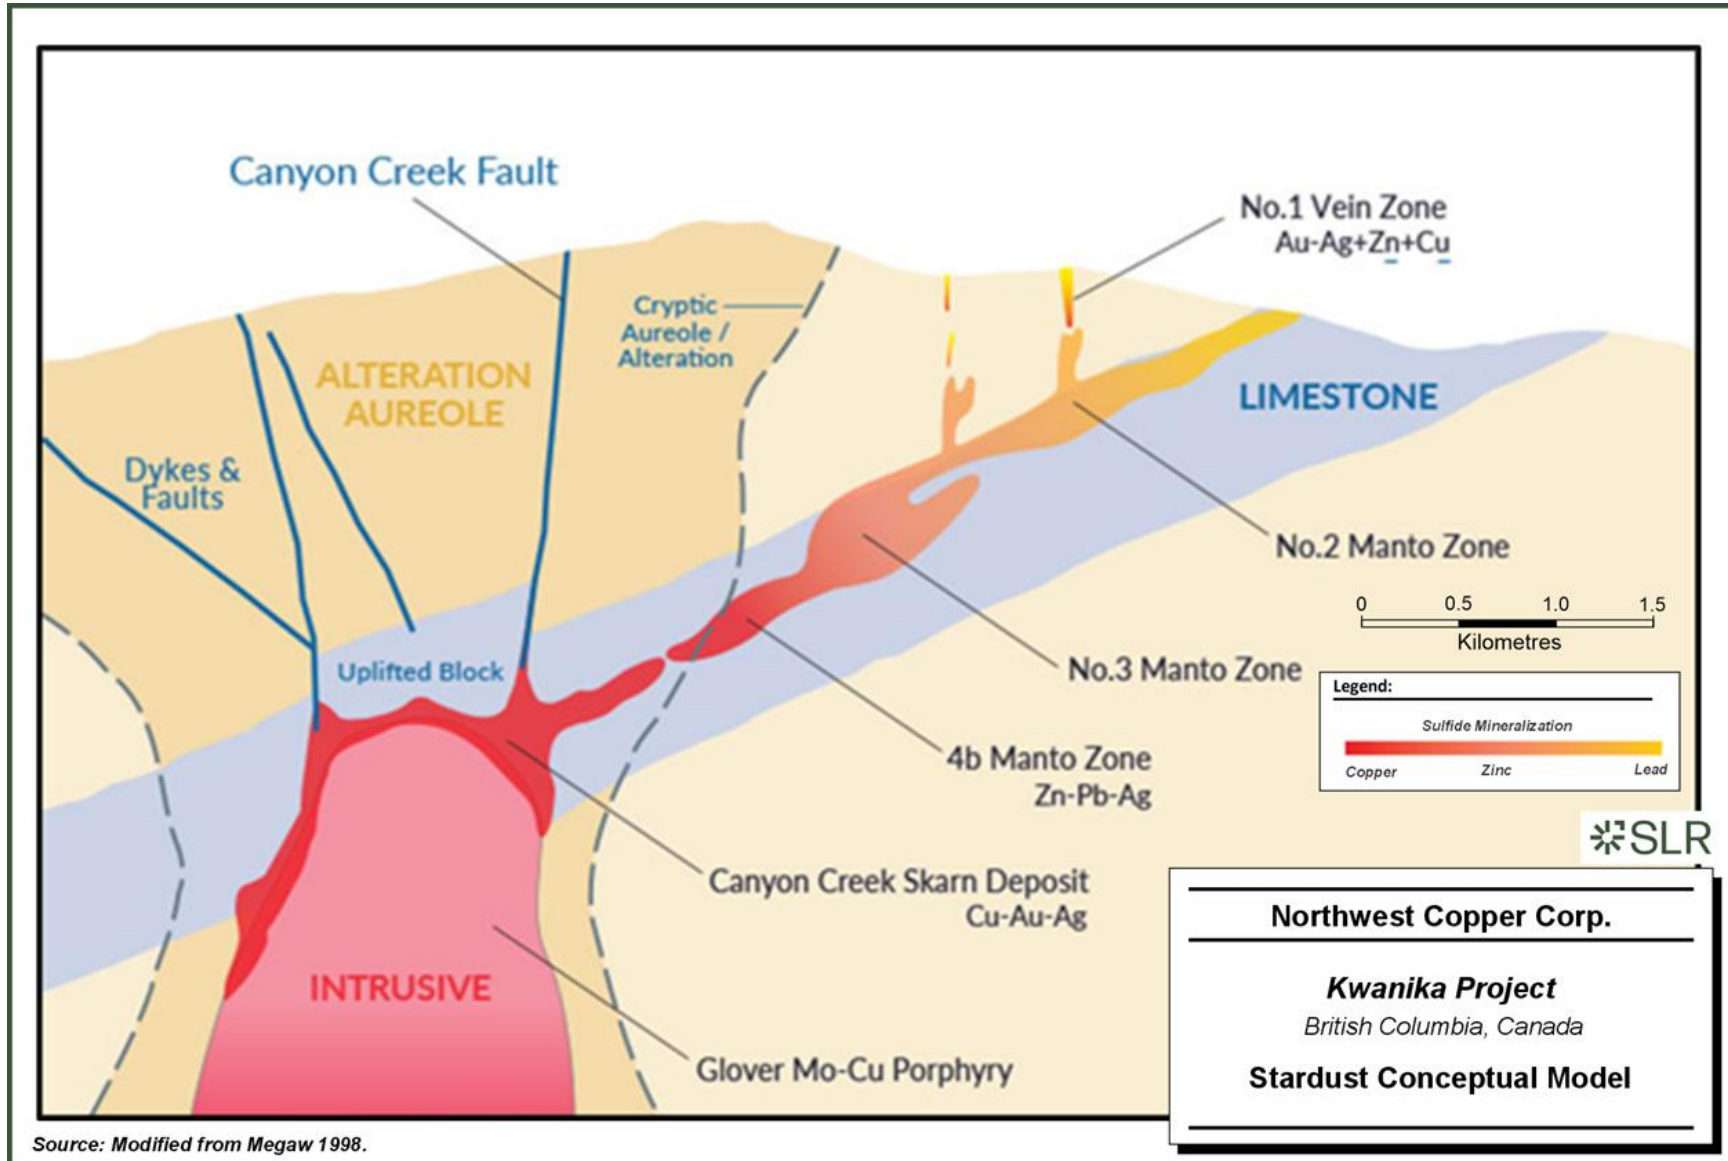 Canyon Creek Fault
No.1 Vein Zone
Au-Ag+Zn+Cu
Cryptic
Aureole /
Alteration
ALTERATION
AUREOLE
LIMESTONE
Dykes &
Faults
No.2 Manto Zone
0 0.5 1.0 1.5
Kilometres
Uplifted Block
No.3 Manto Zone
Legend:
Sulfide Mineralization
Copper Zinc Lead
4b Manto Zone
Zn-Pb-Ag
SLR
Canyon Creek Skarn Deposit
Cu-Au-Ag
Northwest Copper Corp.
INTRUSIVE
Kwanika Project
British Columbia, Canada
Glover Mo-Cu Porphyry
Stardust Conceptual Model
Source: Modified from Megaw 1998.